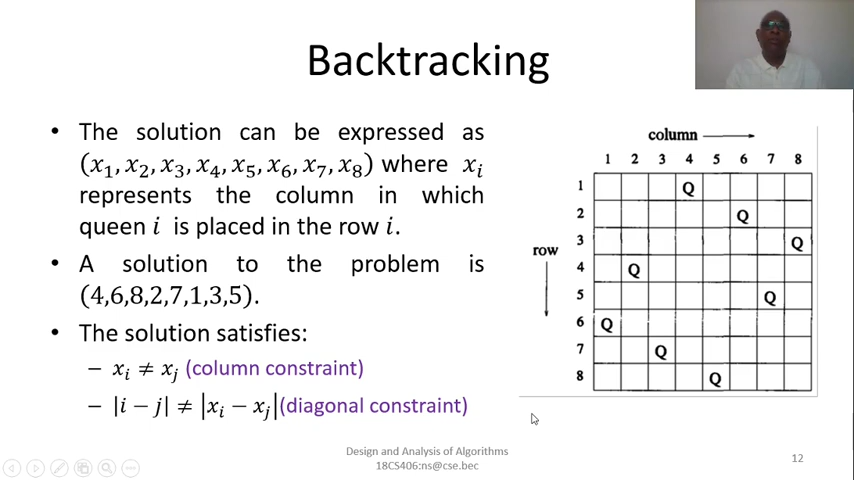 Backtracking
• The solution can be expressed as
(x₁, x₂, x₃, x₄, x₅, x₆, x₇, x₈) where xᵢ
represents the column in which
queen i is placed in the row i.
• A solution to the problem is
(4,6,8,2,7,1,3,5).
• The solution satisfies:
– xᵢ ≠ xⱼ (column constraint)
– |i − j| ≠ |xᵢ − xⱼ|(diagonal constraint)
column
1 2 3 4 5 6 7 8
1 Q
2 Q
3 Q
row
4 Q
5 Q
6 Q
7 Q
8 Q
Design and Analysis of Algorithms
18CS406:ns@cse.bec
12